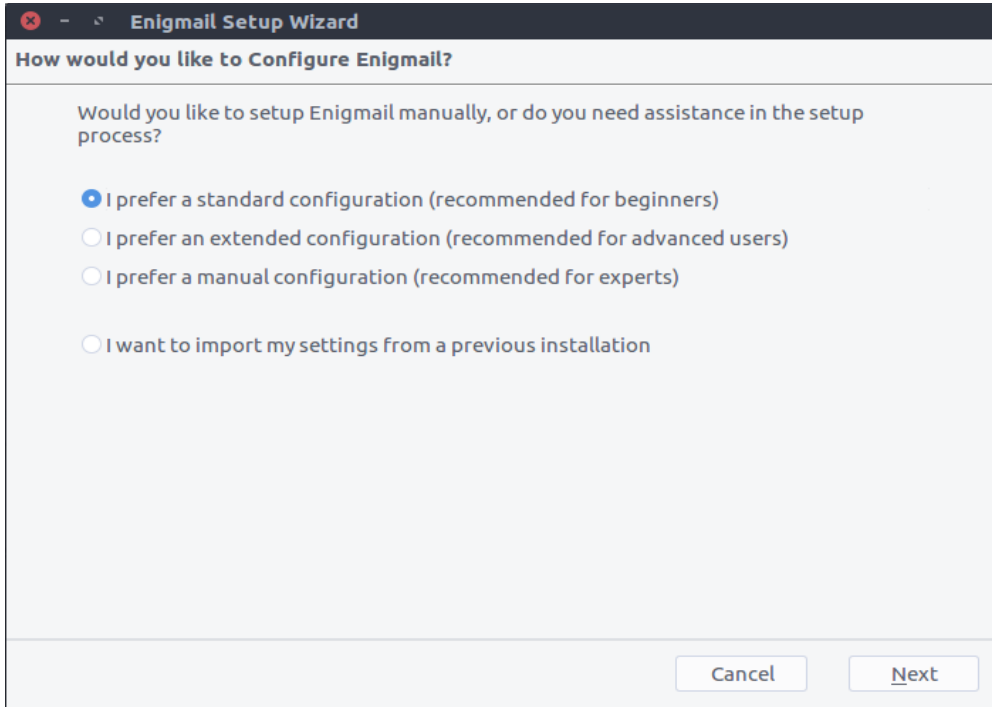 Enigmail Setup Wizard
How would you like to Configure Enigmail?
Would you like to setup Enigmail manually, or do you need assistance in the setup
process?
I prefer a standard configuration (recommended for beginners)
I prefer an extended configuration (recommended for advanced users)
I prefer a manual configuration (recommended for experts)
I want to import my settings from a previous installation
Cancel Next